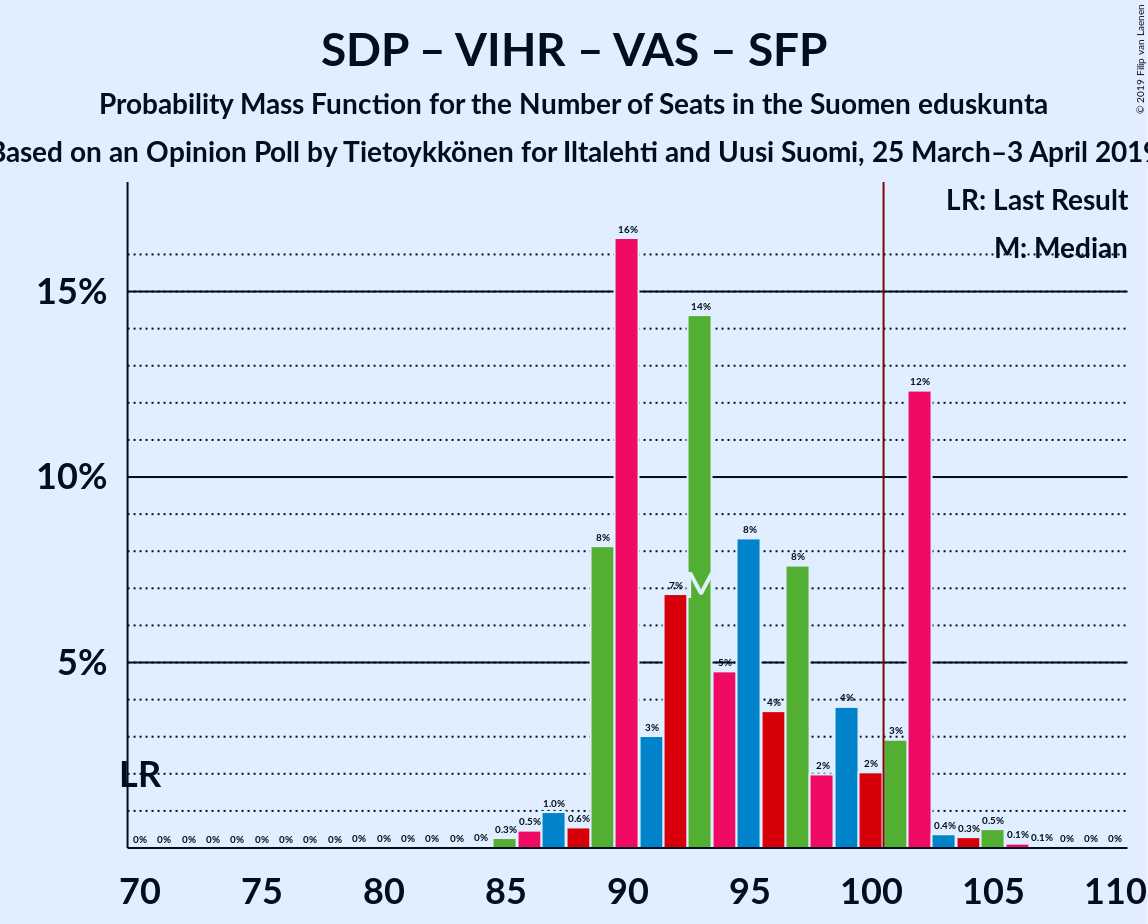 SDP – VIHR – VAS – SFP
Probability Mass Function for the Number of Seats in the Suomen eduskunta
Based on an Opinion Poll by Tietoykkönen for Iltalehti and Uusi Suomi, 25 March–3 April 2019
© 2019 Filip van Laenen
LR: Last Result
M: Median
15%
10%
5%
LR
M
0% 0% 0% 0% 0% 0% 0% 0% 0% 0% 0% 0% 0% 0% 0% 0.3% 0.5% 1.0% 0.6% 8% 16% 3% 7% 14% 5% 8% 4% 8% 2% 4% 2% 3% 12% 0.4% 0.3% 0.5% 0.1% 0.1% 0% 0% 0%
70 75 80 85 90 95 100 105 110